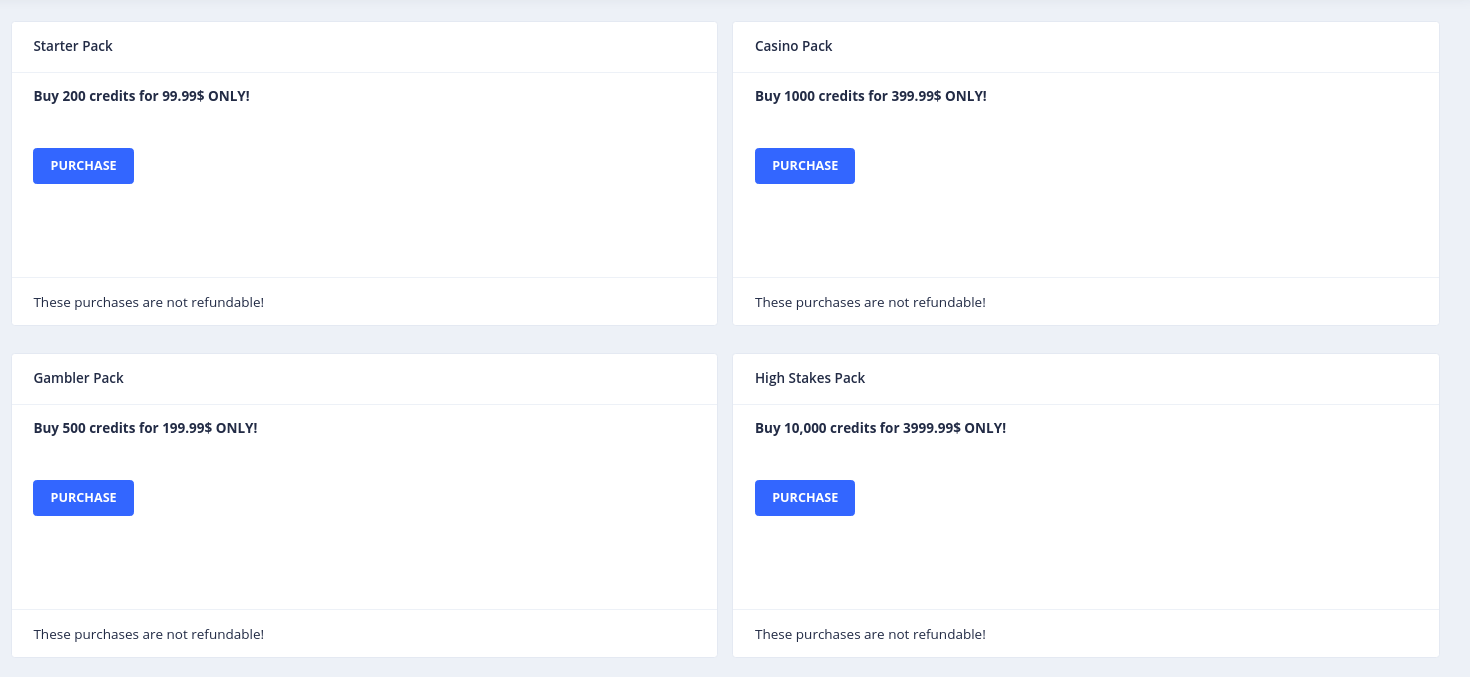 Starter Pack
Buy 200 credits for 99.99$ ONLY!
PURCHASE
These purchases are not refundable!
Casino Pack
Buy 1000 credits for 399.99$ ONLY!
PURCHASE
These purchases are not refundable!
Gambler Pack
Buy 500 credits for 199.99$ ONLY!
PURCHASE
These purchases are not refundable!
High Stakes Pack
Buy 10,000 credits for 3999.99$ ONLY!
PURCHASE
These purchases are not refundable!